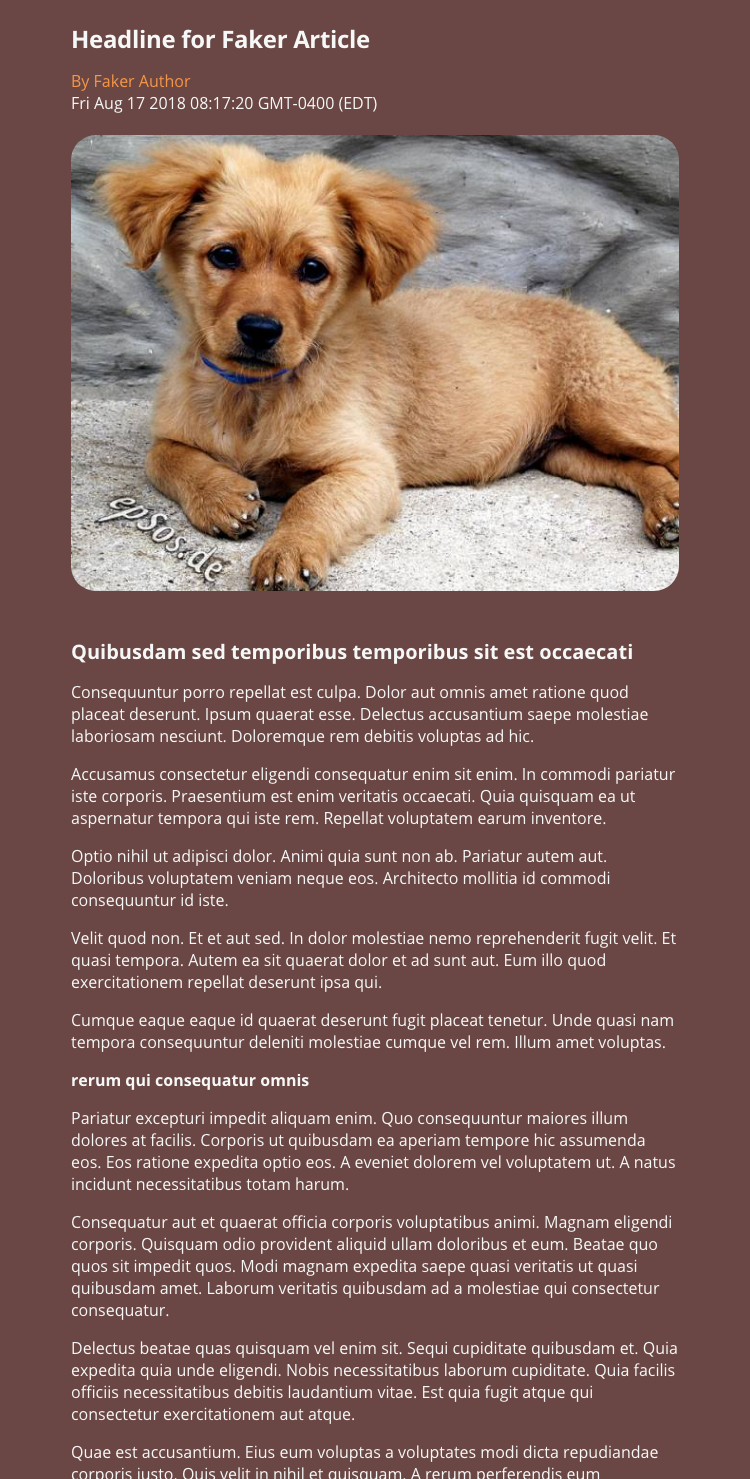 Headline for Faker Article
By Faker Author
Fri Aug 17 2018 08:17:20 GMT-0400 (EDT)
epSos.de
Quibusdam sed temporibus temporibus sit est occaecati
Consequuntur porro repellat est culpa. Dolor aut omnis amet ratione quod
placeat deserunt. Ipsum quaerat esse. Delectus accusantium saepe molestiae
laboriosam nesciunt. Doloremque rem debitis voluptas ad hic.
Accusamus consectetur eligendi consequatur enim sit enim. In commodi pariatur
iste corporis. Praesentium est enim veritatis occaecati. Quia quisquam ea ut
aspernatur tempora qui iste rem. Repellat voluptatem earum inventore.
Optio nihil ut adipisci dolor. Animi quia sunt non ab. Pariatur autem aut.
Doloribus voluptatem veniam neque eos. Architecto mollitia id commodi
consequuntur id iste.
Velit quod non. Et et aut sed. In dolor molestiae nemo reprehenderit fugit velit. Et
quasi tempora. Autem ea sit quaerat dolor et ad sunt aut. Eum illo quod
exercitationem repellat deserunt ipsa qui.
Cumque eaque eaque id quaerat deserunt fugit placeat tenetur. Unde quasi nam
tempora consequuntur deleniti molestiae cumque vel rem. Illum amet voluptas.
rerum qui consequatur omnis
Pariatur excepturi impedit aliquam enim. Quo consequuntur maiores illum
dolores at facilis. Corporis ut quibusdam ea aperiam tempore hic assumenda
eos. Eos ratione expedita optio eos. A eveniet dolorem vel voluptatem ut. A natus
incidunt necessitatibus totam harum.
Consequatur aut et quaerat officia corporis voluptatibus animi. Magnam eligendi
corporis. Quisquam odio provident aliquid ullam doloribus et eum. Beatae quo
quos sit impedit quos. Modi magnam expedita saepe quasi veritatis ut quasi
quibusdam amet. Laborum veritatis quibusdam ad a molestiae qui consectetur
consequatur.
Delectus beatae quas quisquam vel enim sit. Sequi cupiditate quibusdam et. Quia
expedita quia unde eligendi. Nobis necessitatibus laborum cupiditate. Quia facilis
officiis necessitatibus debitis laudantium vitae. Est quia fugit atque qui
consectetur exercitationem aut atque.
Quae est accusantium. Eius eum voluptas a voluptates modi dicta repudiandae
corporis iusto. Quis velit in nihil et quisquam. A rerum perferendis eum